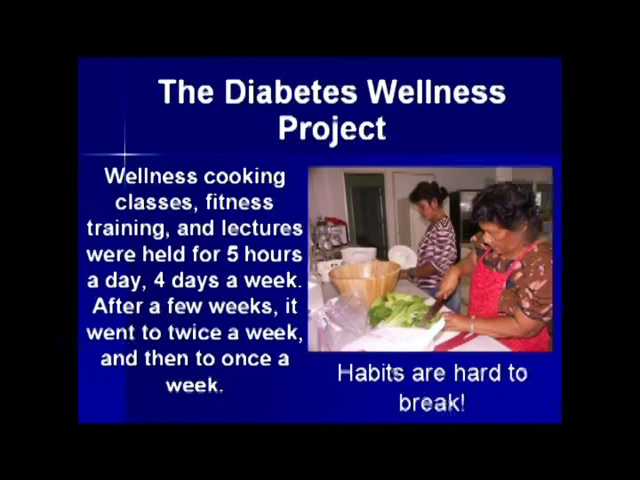 The Diabetes Wellness
Project
Wellness cooking
classes, fitness
training, and lectures
were held for 5 hours
a day, 4 days a week.
After a few weeks, it
went to twice a week,
and then to once a
week.
Habits are hard to
break!